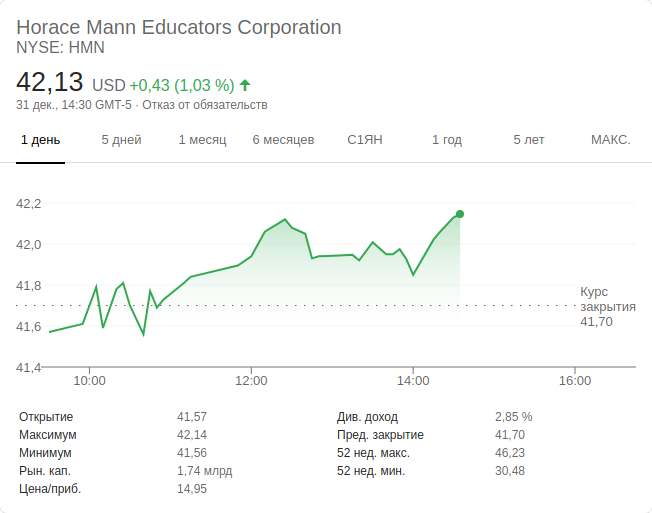 Horace Mann Educators Corporation
NYSE: HMN
42,13 USD +0,43 (1,03 %)
31 дек., 14:30 GMT-5 · Отказ от обязательств
1 день 5 дней 1 месяц 6 месяцев С1ЯН 1 год 5 лет МАКС.
42,2
42,0
41,8
41,6
41,4
Курс
закрытия
41,70
10:00 12:00 14:00 16:00
Открытие 41,57 Див. доход 2,85 %
Максимум 42,14 Пред. закрытие 41,70
Минимум 41,56 52 нед. макс. 46,23
Рын. кап. 1,74 млрд 52 нед. мин. 30,48
Цена/приб. 14,95